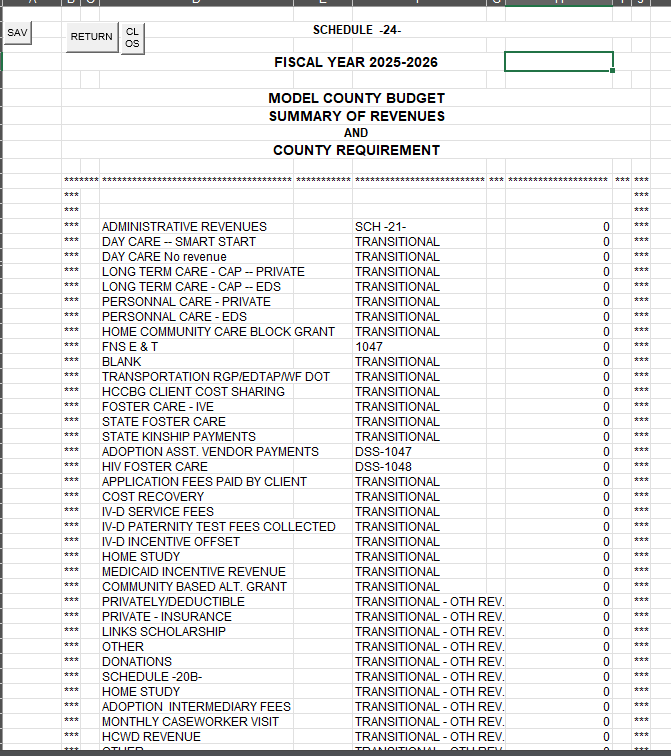 SAV
RETURN
CL
OS
SCHEDULE -24-
FISCAL YEAR 2025-2026
MODEL COUNTY BUDGET
SUMMARY OF REVENUES
AND
COUNTY REQUIREMENT
******* ************************************** *********** ************************** *** ******************** *** ***
*** ***
*** ***
*** ADMINISTRATIVE REVENUES SCH -21- 0 ***
*** DAY CARE -- SMART START TRANSITIONAL 0 ***
*** DAY CARE No revenue TRANSITIONAL 0 ***
*** LONG TERM CARE - CAP -- PRIVATE TRANSITIONAL 0 ***
*** LONG TERM CARE - CAP -- EDS TRANSITIONAL 0 ***
*** PERSONNAL CARE - PRIVATE TRANSITIONAL 0 ***
*** PERSONNAL CARE - EDS TRANSITIONAL 0 ***
*** HOME COMMUNITY CARE BLOCK GRANT TRANSITIONAL 0 ***
*** FNS E & T 1047 0 ***
*** BLANK TRANSITIONAL 0 ***
*** TRANSPORTATION RGP/EDTAP/WF DOT TRANSITIONAL 0 ***
*** HCCBG CLIENT COST SHARING TRANSITIONAL 0 ***
*** FOSTER CARE - IVE TRANSITIONAL 0 ***
*** STATE FOSTER CARE TRANSITIONAL 0 ***
*** STATE KINSHIP PAYMENTS TRANSITIONAL 0 ***
*** ADOPTION ASST. VENDOR PAYMENTS DSS-1047 0 ***
*** HIV FOSTER CARE DSS-1048 0 ***
*** APPLICATION FEES PAID BY CLIENT TRANSITIONAL 0 ***
*** COST RECOVERY TRANSITIONAL 0 ***
*** IV-D SERVICE FEES TRANSITIONAL 0 ***
*** IV-D PATERNITY TEST FEES COLLECTED TRANSITIONAL 0 ***
*** IV-D INCENTIVE OFFSET TRANSITIONAL 0 ***
*** HOME STUDY TRANSITIONAL 0 ***
*** MEDICAID INCENTIVE REVENUE TRANSITIONAL 0 ***
*** COMMUNITY BASED ALT. GRANT TRANSITIONAL 0 ***
*** PRIVATELY/DEDUCTIBLE TRANSITIONAL - OTH REV. 0 ***
*** PRIVATE - INSURANCE TRANSITIONAL - OTH REV. 0 ***
*** LINKS SCHOLARSHIP TRANSITIONAL - OTH REV. 0 ***
*** OTHER TRANSITIONAL - OTH REV. 0 ***
*** DONATIONS TRANSITIONAL - OTH REV. 0 ***
*** SCHEDULE -20B- TRANSITIONAL - OTH REV. 0 ***
*** HOME STUDY TRANSITIONAL - OTH REV. 0 ***
*** ADOPTION INTERMEDIARY FEES TRANSITIONAL - OTH REV. 0 ***
*** MONTHLY CASEWORKER VISIT TRANSITIONAL - OTH REV. 0 ***
*** HCWD REVENUE TRANSITIONAL - OTH REV. 0 ***